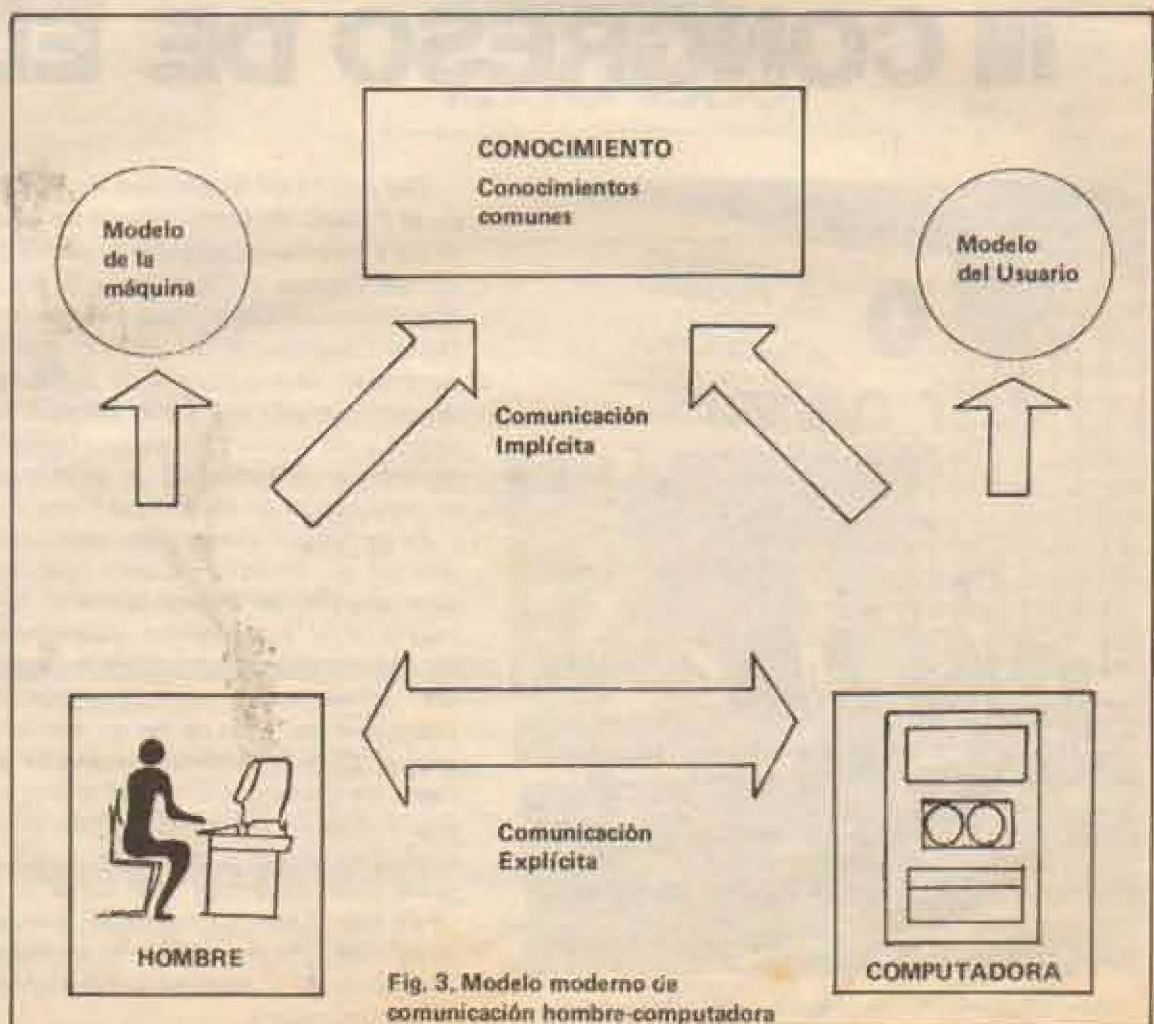 CONOCIMIENTO
Conocimientos
comunes
Modelo
de la
máquina
Modelo
del Usuario
Comunicación
Implícita
Comunicación
Explícita
HOMBRE
COMPUTADORA
Fig. 3. Modelo moderno de
comunicación hombre-computadora